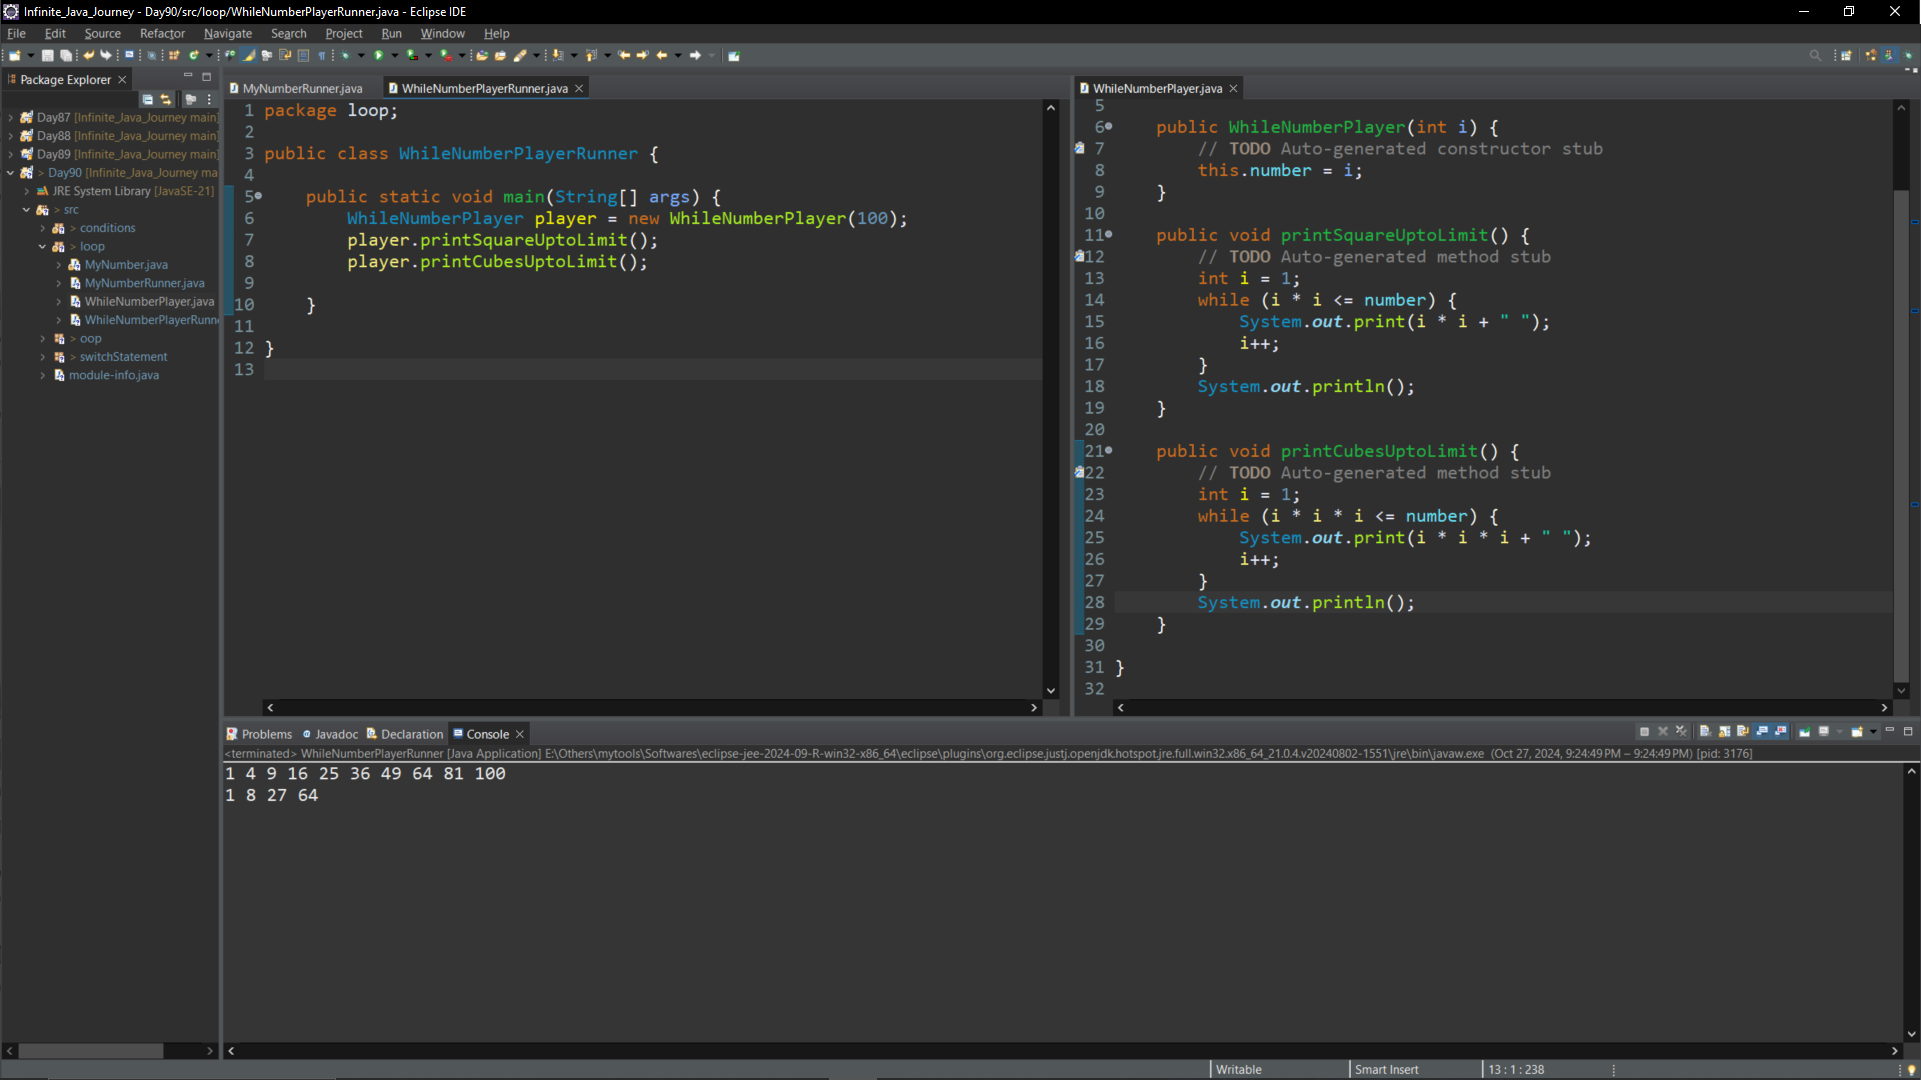 Infinite_Java_Journey - Day90/src/loop/WhileNumberPlayerRunner.java - Eclipse IDE
File Edit Source Refactor Navigate Search Project Run Window Help
Package Explorer
Day87 [Infinite_Java_Journey main]
Day88 [Infinite_Java_Journey main]
Day89 [Infinite_Java_Journey main]
> Day90 [Infinite_Java_Journey ma
JRE System Library [JavaSE-21]
> src
> conditions
> loop
MyNumber.java
MyNumberRunner.java
WhileNumberPlayer.java
WhileNumberPlayerRunn
> oop
> switchStatement
module-info.java
MyNumberRunner.java WhileNumberPlayerRunner.java
1 package loop;
2
3 public class WhileNumberPlayerRunner {
4
5 public static void main(String[] args) {
6 WhileNumberPlayer player = new WhileNumberPlayer(100);
7 player.printSquareUptoLimit();
8 player.printCubesUptoLimit();
9
10 }
11
12 }
13
WhileNumberPlayer.java
5
6 public WhileNumberPlayer(int i) {
7 // TODO Auto-generated constructor stub
8 this.number = i;
9 }
10
11 public void printSquareUptoLimit() {
12 // TODO Auto-generated method stub
13 int i = 1;
14 while (i * i <= number) {
15 System.out.print(i * i + " ");
16 i++;
17 }
18 System.out.println();
19 }
20
21 public void printCubesUptoLimit() {
22 // TODO Auto-generated method stub
23 int i = 1;
24 while (i * i * i <= number) {
25 System.out.print(i * i * i + " ");
26 i++;
27 }
28 System.out.println();
29 }
30
31 }
32
Problems Javadoc Declaration Console
<terminated> WhileNumberPlayerRunner [Java Application] E:\Others\mytools\Softwares\eclipse-jee-2024-09-R-win32-x86_64\eclipse\plugins\org.eclipse.justj.openjdk.hotspot.jre.full.win32.x86_64_21.0.4.v20240802-1551\jre\bin\javaw.exe (Oct 27, 2024, 9:24:49 PM – 9:24:49 PM) [pid: 3176]
1 4 9 16 25 36 49 64 81 100
1 8 27 64
Writable Smart Insert 13 : 1 : 238